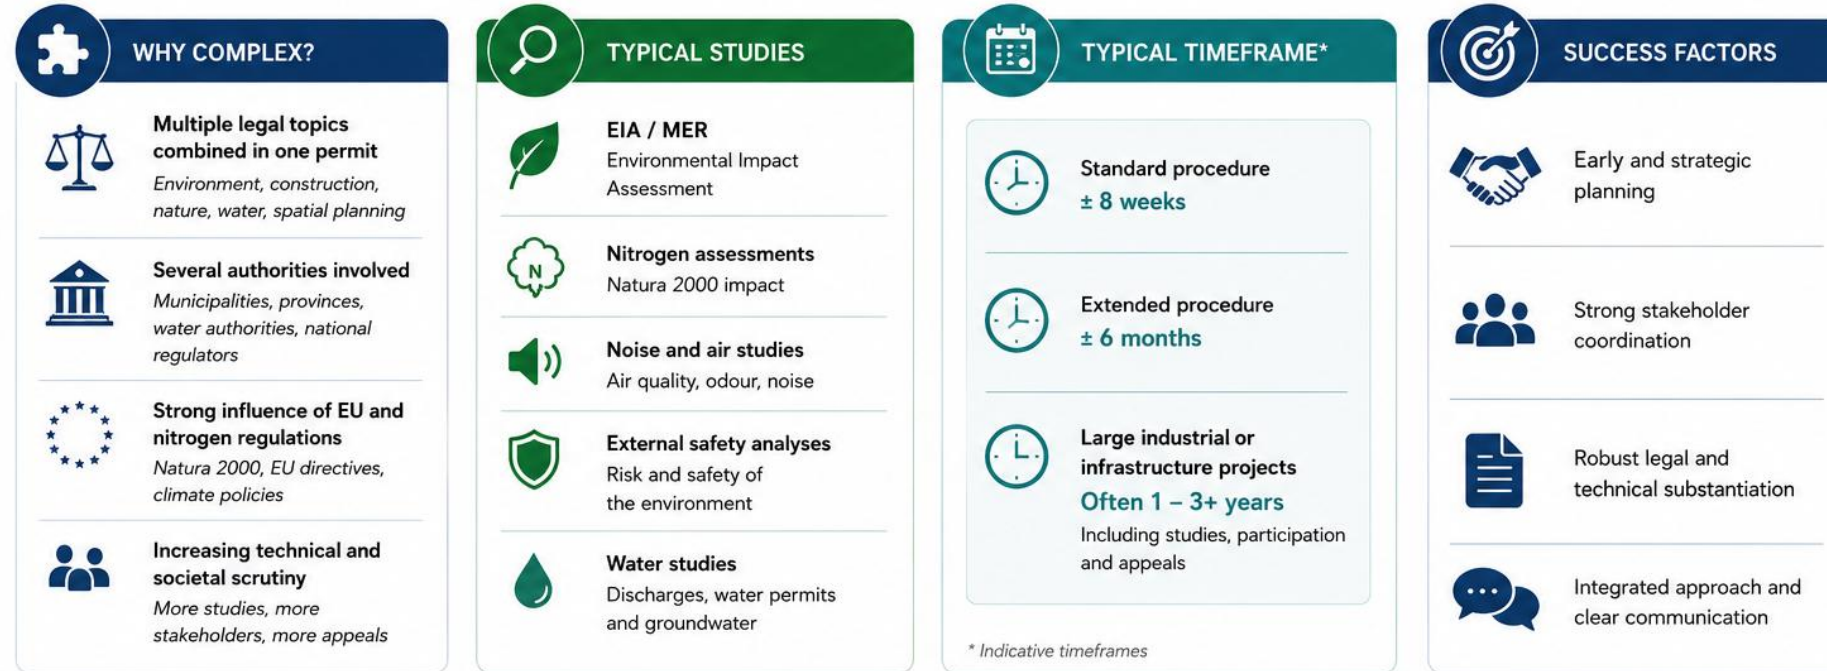 WHY COMPLEX?
Multiple legal topics
combined in one permit
Environment, construction,
nature, water, spatial planning
Several authorities involved
Municipalities, provinces,
water authorities, national
regulators
Strong influence of EU and
nitrogen regulations
Natura 2000, EU directives,
climate policies
Increasing technical and
societal scrutiny
More studies, more
stakeholders, more appeals
TYPICAL STUDIES
EIA / MER
Environmental Impact
Assessment
N
Nitrogen assessments
Natura 2000 impact
Noise and air studies
Air quality, odour, noise
External safety analyses
Risk and safety of
the environment
Water studies
Discharges, water permits
and groundwater
TYPICAL TIMEFRAME*
Standard procedure
± 8 weeks
Extended procedure
± 6 months
Large industrial or
infrastructure projects
Often 1 – 3+ years
Including studies, participation
and appeals
* Indicative timeframes
SUCCESS FACTORS
Early and strategic
planning
Strong stakeholder
coordination
Robust legal and
technical substantiation
Integrated approach and
clear communication